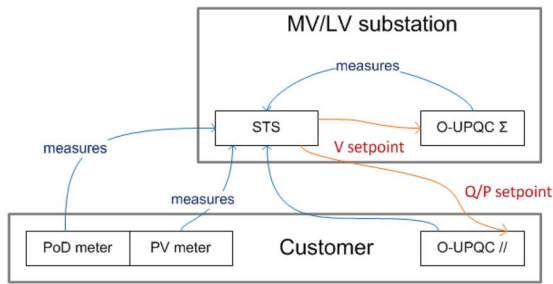 MV/LV substation
measures
STS
O-UPQC Σ
V setpoint
measures
Q/P setpoint
measures
PoD meter
PV meter
Customer
O-UPQC //